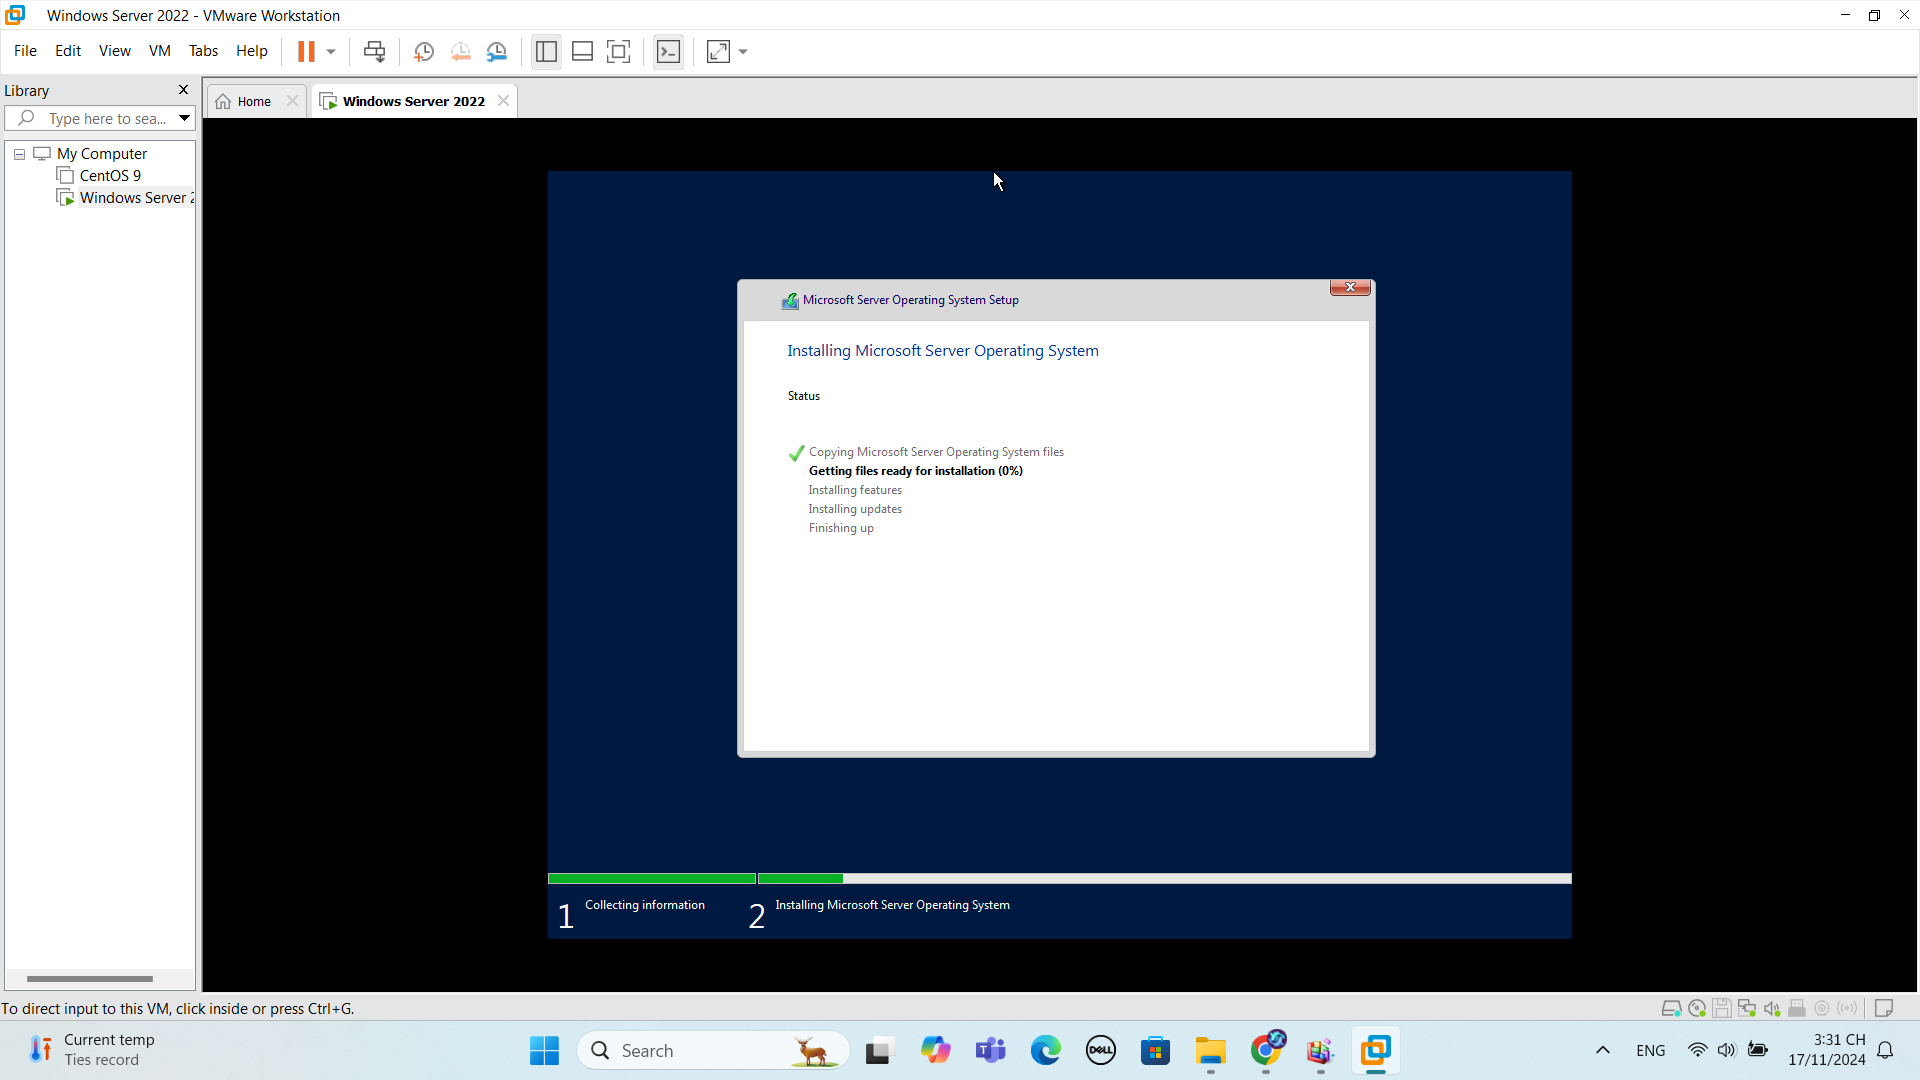 Windows Server 2022 - VMware Workstation
File Edit View VM Tabs Help
Library
Home
Windows Server 2022
Type here to sea...
My Computer
CentOS 9
Windows Server 2
Microsoft Server Operating System Setup
Installing Microsoft Server Operating System
Status
Copying Microsoft Server Operating System files
Getting files ready for installation (0%)
Installing features
Installing updates
Finishing up
1 Collecting information
2 Installing Microsoft Server Operating System
To direct input to this VM, click inside or press Ctrl+G.
Current temp
Ties record
Search
DELL
ENG
3:31 CH
17/11/2024